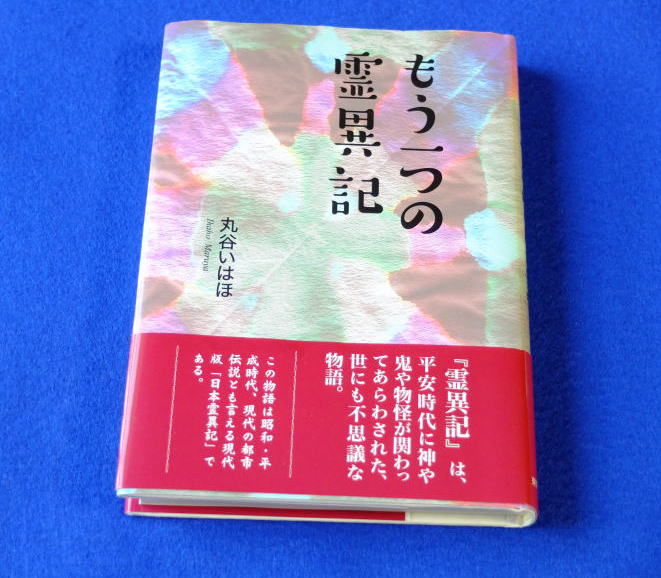 もう一つの
霊異記
丸谷いはほ
『霊異記』は、
平安時代に神や
鬼や物怪が関わっ
てあらわされた、
世にも不思議な
物語。
この物語は昭和・平
成時代、現代の都市
伝説とも言える現代
版「日本霊異記」で
ある。